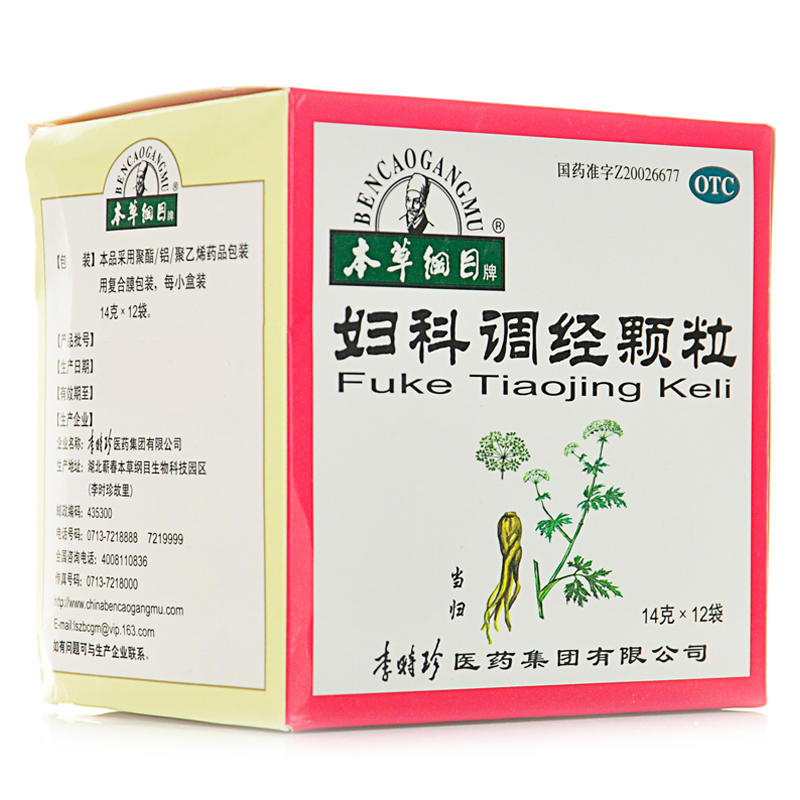 BENCAOGANGMU
®
本草纲目牌
【包 装】本品采用聚酯/铝/聚乙烯药品包装
用复合膜包装，每小盒装
14克×12袋。
【产品批号】
【生产日期】
【有效期至】
【生产企业】
企业名称:李时珍医药集团有限公司
生产地址:湖北蕲春本草纲目生物科技园区
(李时珍故里)
邮政编码:435300
电话号码:0713-7218888 7219999
全国咨询电话:4008110836
传真号码:0713-7218000
http://www.chinabencaogangmu.com
E-mail:lszbcgm@vip.163.com
如有问题可与生产企业联系。
国药准字Z20026677
OTC
BENCAOGANGMU
®
本草纲目牌
妇科调经颗粒
Fuke Tiaojing Keli
当归
14克×12袋
李时珍医药集团有限公司